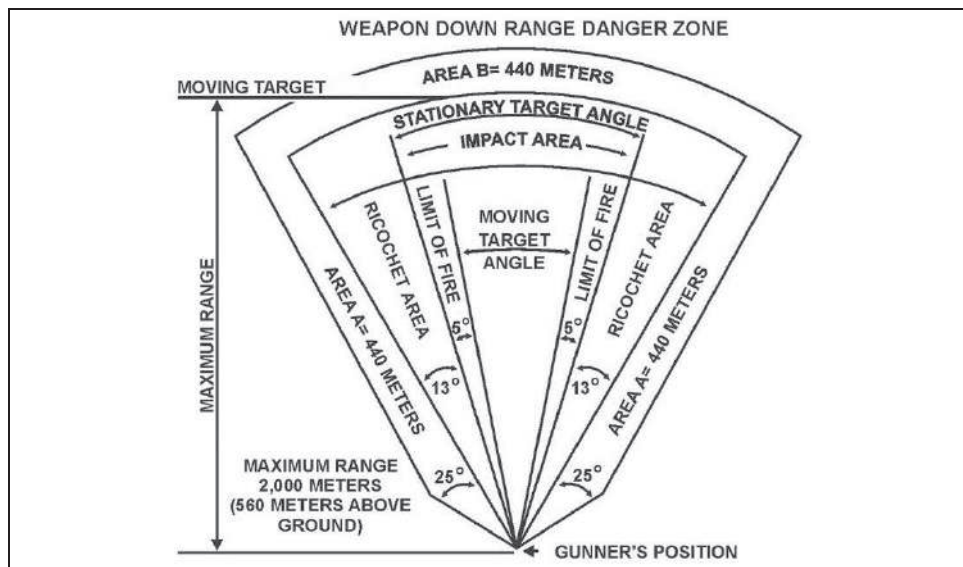 WEAPON DOWN RANGE DANGER ZONE
AREA B= 440 METERS
MOVING TARGET
STATIONARY TARGET ANGLE
IMPACT AREA
LIMIT OF FIRE
MOVING
TARGET
ANGLE
LIMIT OF FIRE
RICOCHET AREA
RICOCHET AREA
AREA A= 440 METERS
AREA A= 440 METERS
MAXIMUM RANGE
5°
5°
13°
13°
25°
25°
MAXIMUM RANGE
2,000 METERS
(560 METERS ABOVE
GROUND)
GUNNER'S POSITION